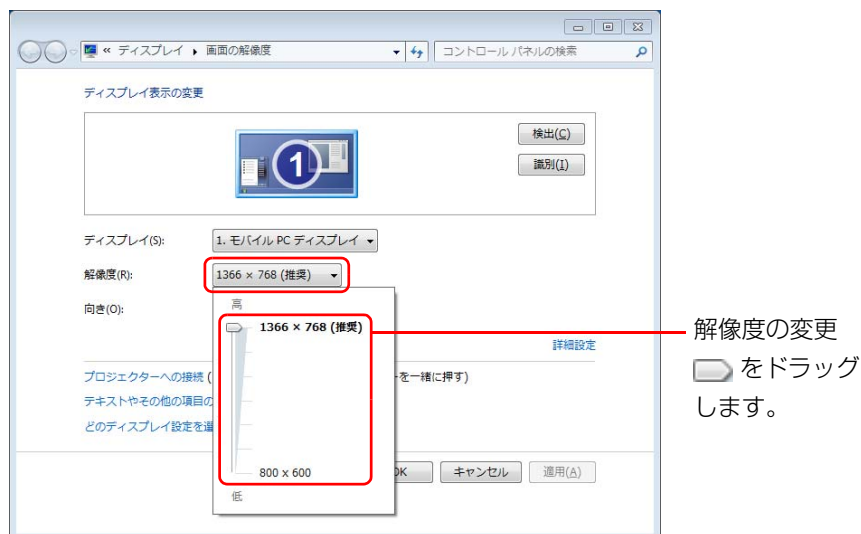 « ディスプレイ ▸ 画面の解像度
コントロール パネルの検索
ディスプレイ表示の変更
1
検出(C)
識別(I)
ディスプレイ(S):
1. モバイル PC ディスプレイ
解像度(R):
1366 × 768 (推奨)
向き(O):
高
1366 × 768 (推奨)
800 x 600
低
詳細設定
プロジェクターへの接続 (
ーを一緒に押す)
テキストやその他の項目の
どのディスプレイ設定を選
OK
キャンセル
適用(A)
解像度の変更
をドラッグ
します。